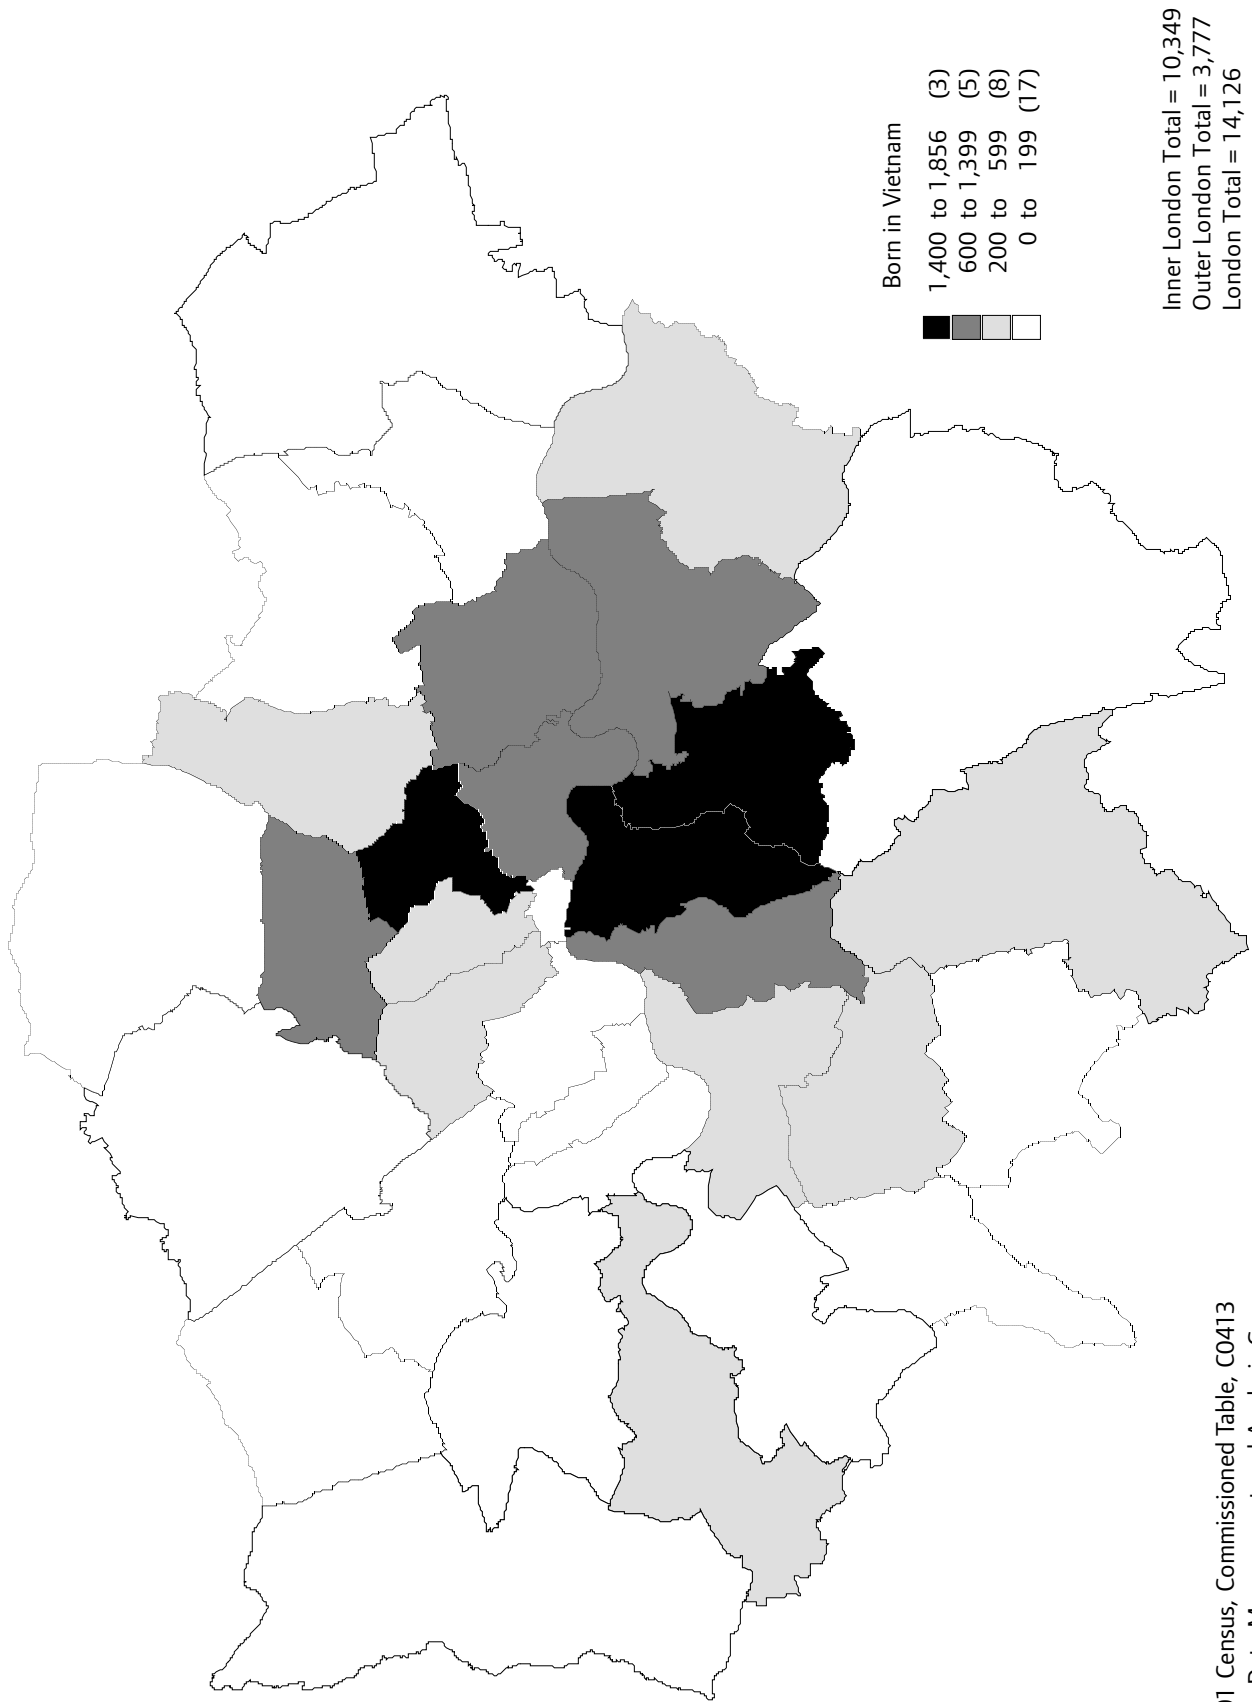 Born in Vietnam
1,400 to 1,856 (3)
600 to 1,399 (5)
200 to 599 (8)
0 to 199 (17)
Inner London Total = 10,349
Outer London Total = 3,777
London Total = 14,126
01 Census, Commissioned Table, C0413